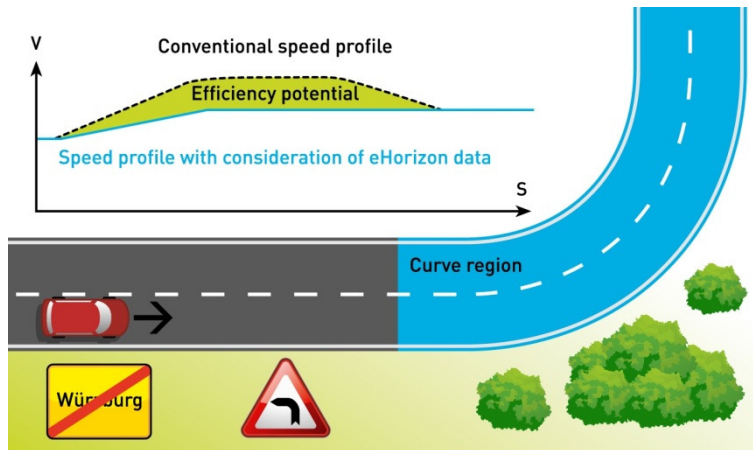 V
Conventional speed profile
Efficiency potential
Speed profile with consideration of eHorizon data
S
Curve region
Würzburg